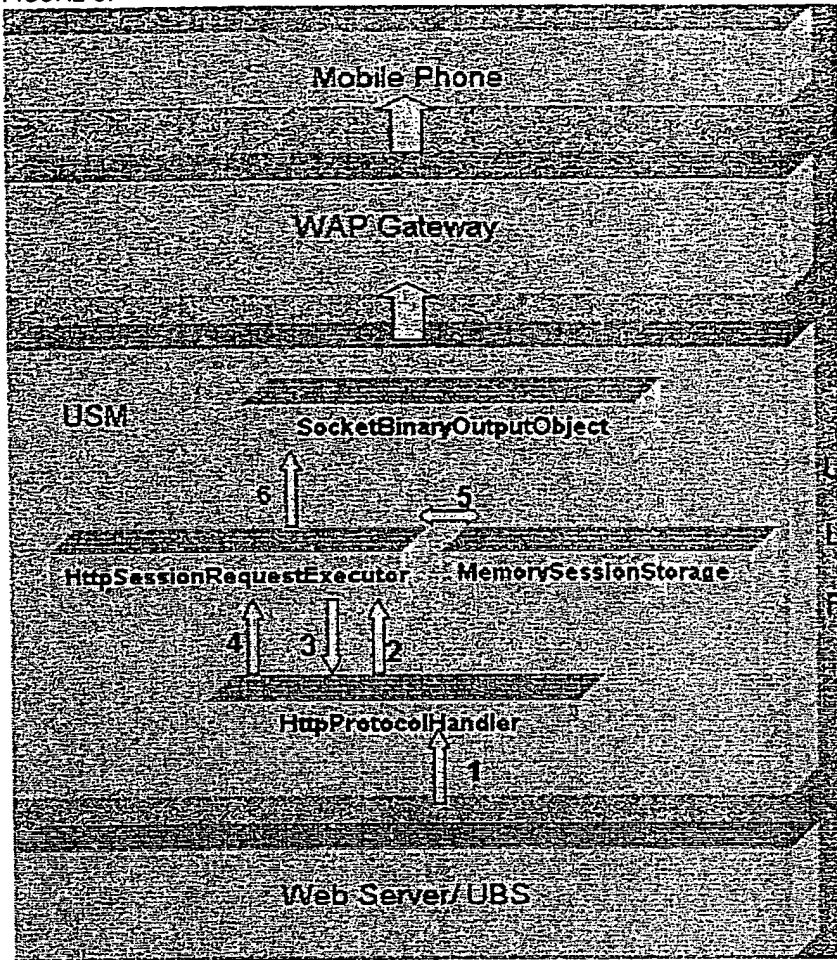 Mobile Phone
WAP Gateway
USM
SocketBinaryOutputObject
6
5
HttpSessionRequestExecutor
MemorySessionStorage
4
3
2
HttpProtocolHandler
1
Web Server/UBS